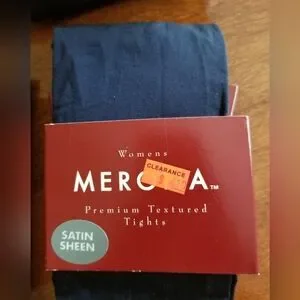 Womens
CLEARANCE
MERO A™
Premium Textured
Tights
SATIN
SHEEN